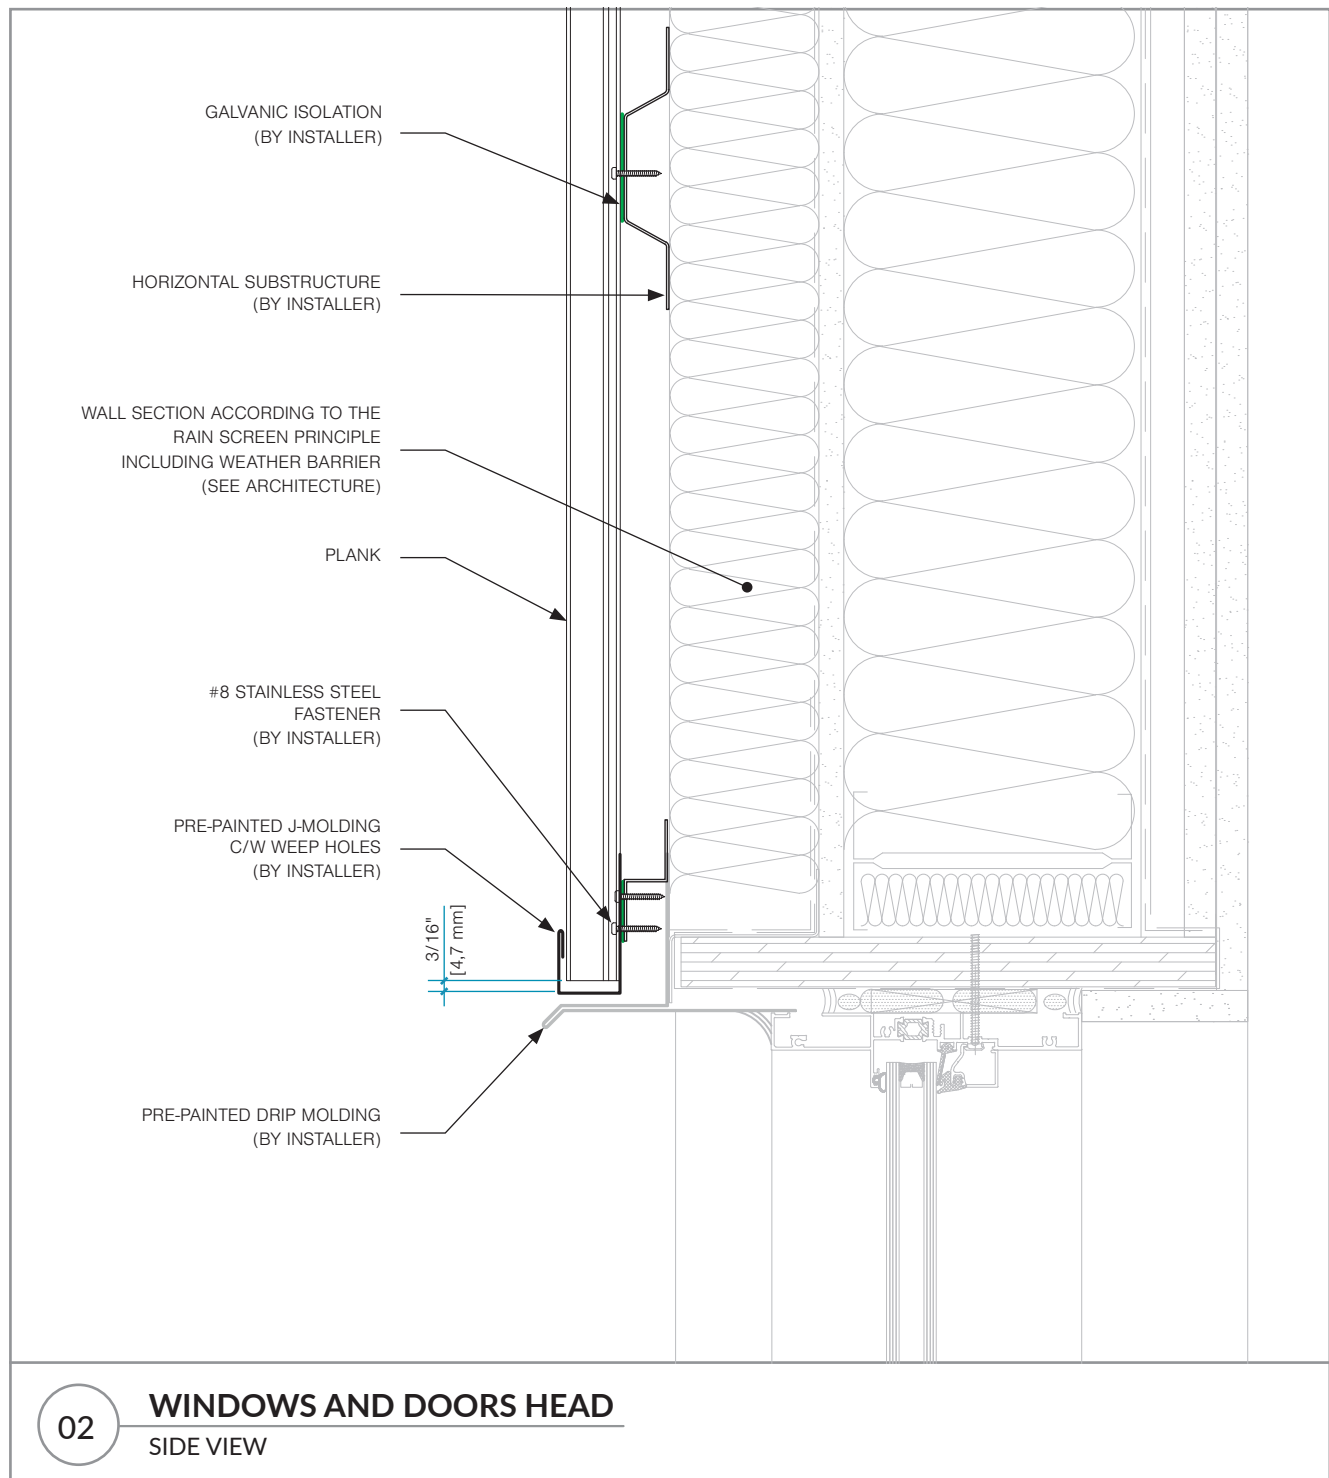 GALVANIC ISOLATION
(BY INSTALLER)
HORIZONTAL SUBSTRUCTURE
(BY INSTALLER)
WALL SECTION ACCORDING TO THE
RAIN SCREEN PRINCIPLE
INCLUDING WEATHER BARRIER
(SEE ARCHITECTURE)
PLANK
#8 STAINLESS STEEL
FASTENER
(BY INSTALLER)
PRE-PAINTED J-MOLDING
C/W WEEP HOLES
(BY INSTALLER)
3/16"
[4,7 mm]
PRE-PAINTED DRIP MOLDING
(BY INSTALLER)
02
WINDOWS AND DOORS HEAD
SIDE VIEW